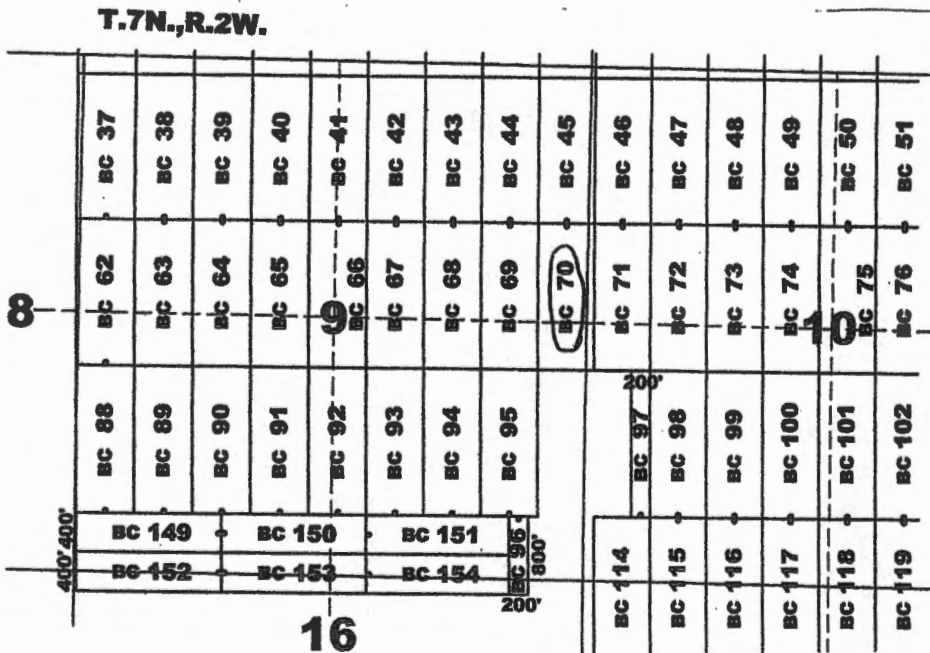 T.7N.,R.2W.
BC 37
BC 38
BC 39
BC 40
BC 41
BC 42
BC 43
BC 44
BC 45
BC 46
BC 47
BC 48
BC 49
BC 50
BC 51
8
BC 62
BC 63
BC 64
BC 65
9
BC 66
BC 67
BC 68
BC 69
BC 70
BC 71
BC 72
BC 73
BC 74
10
BC 75
BC 76
200'
BC 88
BC 89
BC 90
BC 91
BC 92
BC 93
BC 94
BC 95
BC 97
BC 98
BC 99
BC 100
BC 101
BC 102
400'
BC 149
BC 150
BC 151
BC 96
800'
400'
BC 152
BC 153
BC 154
200'
BC 114
BC 115
BC 116
BC 117
BC 118
BC 119
16